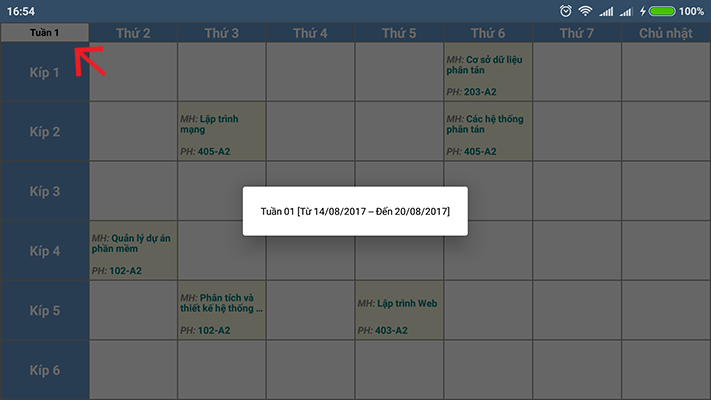 16:54
100%
Tuần 1
Thứ 2
Thứ 3
Thứ 4
Thứ 5
Thứ 6
Thứ 7
Chủ nhật
Kíp 1
MH: Cơ sở dữ liệu
phân tán
PH: 203-A2
Kíp 2
MH: Lập trình
mạng
PH: 405-A2
MH: Các hệ thống
phân tán
PH: 405-A2
Kíp 3
Tuần 01 [Từ 14/08/2017 -- Đến 20/08/2017]
Kíp 4
MH: Quản lý dự án
phần mềm
PH: 102-A2
Kíp 5
MH: Phân tích và
thiết kế hệ thống ...
PH: 102-A2
MH: Lập trình Web
PH: 403-A2
Kíp 6